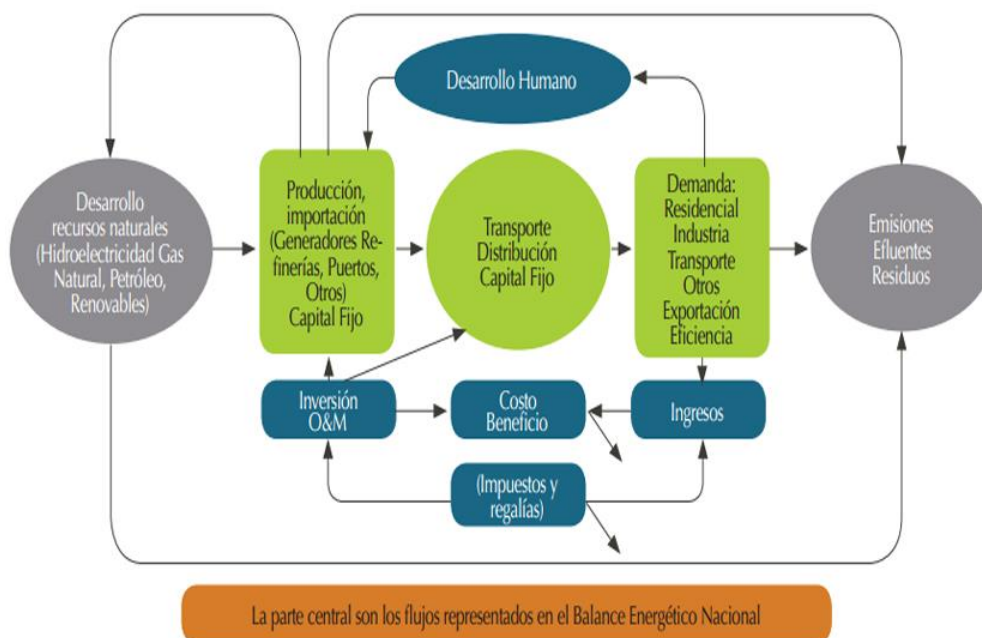 Desarrollo Humano
Desarrollo
recursos naturales
(Hidroelectricidad Gas
Natural, Petróleo,
Renovables)
Producción,
importación
(Generadores Re-
finerías, Puertos,
Otros)
Capital Fijo
Transporte
Distribución
Capital Fijo
Demanda:
Residencial
Industria
Transporte
Otros
Exportación
Eficiencia
Emisiones
Efluentes
Residuos
Inversión
O&M
Costo
Beneficio
Ingresos
(Impuestos y
regalías)
La parte central son los flujos representados en el Balance Energético Nacional